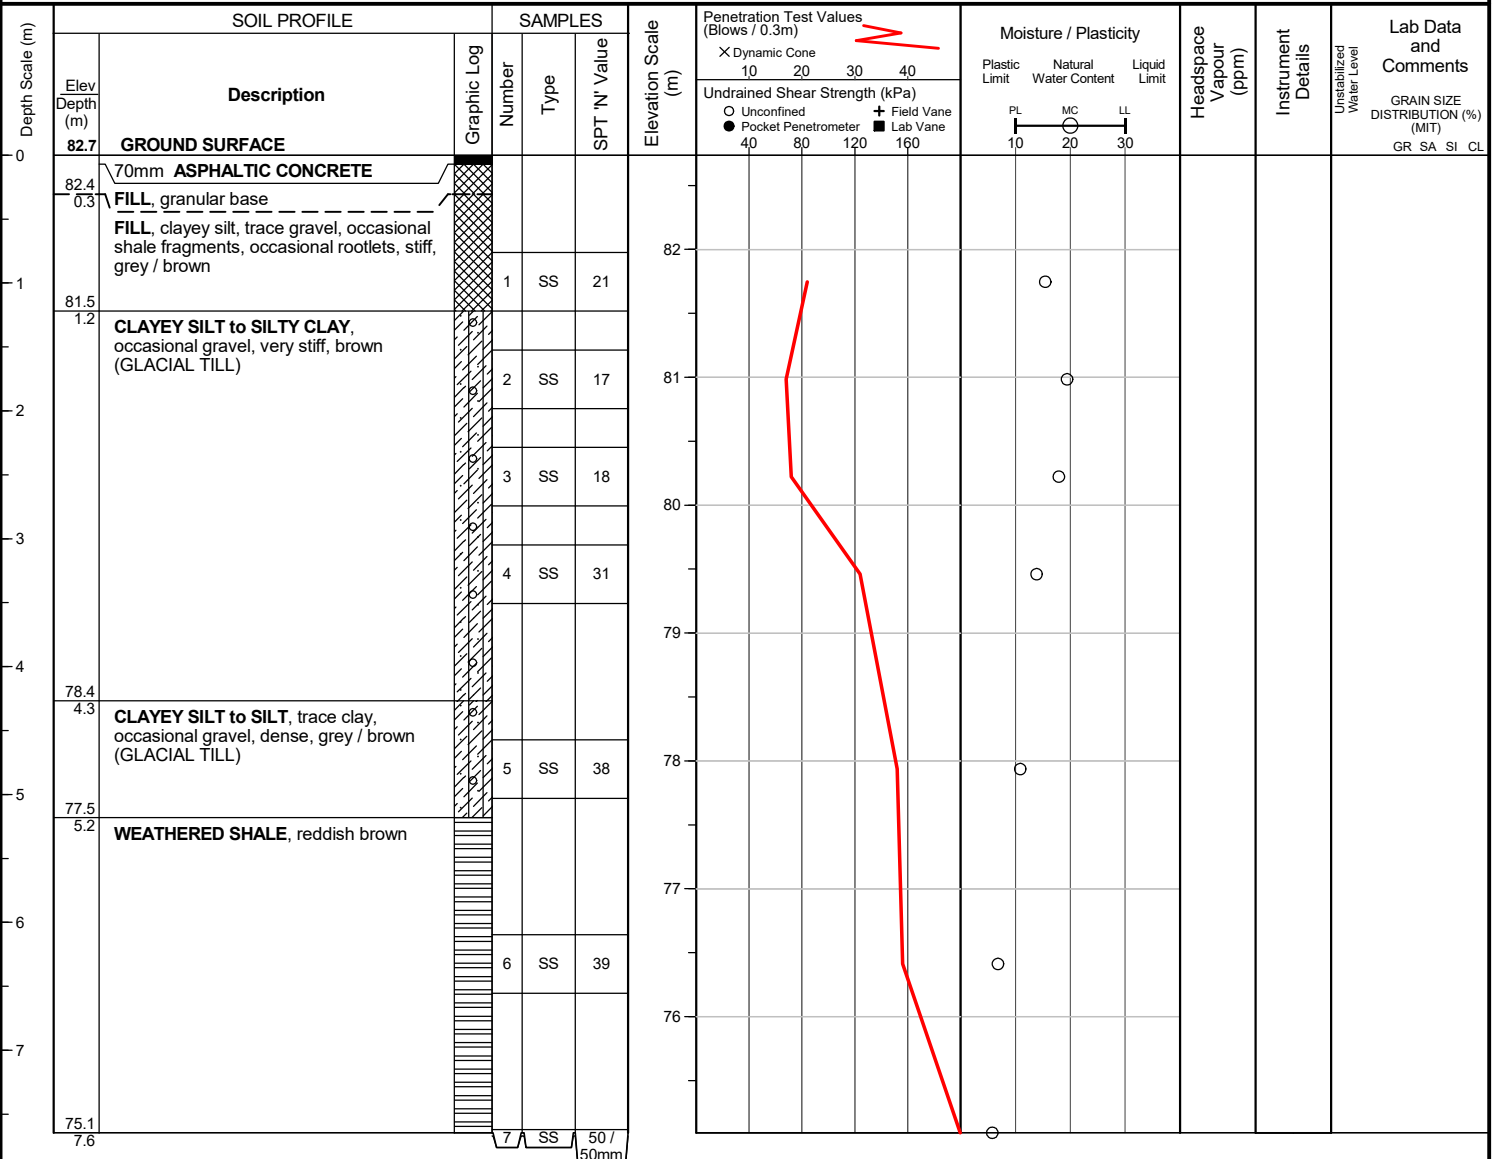 SOIL PROFILE
SAMPLES
Depth Scale (m)
Elev
Depth
(m)
Description
Graphic Log
Number
Type
SPT 'N' Value
Elevation Scale
(m)
Penetration Test Values
(Blows / 0.3m)
× Dynamic Cone
10 20 30 40
Undrained Shear Strength (kPa)
Unconfined
Field Vane
Pocket Penetrometer
Lab Vane
40 80 120 160
Moisture / Plasticity
Plastic
Limit
Natural
Water Content
Liquid
Limit
PL MC LL
10 20 30
Headspace
Vapour
(ppm)
Instrument
Details
Unstabilized
Water Level
Lab Data
and
Comments
GRAIN SIZE
DISTRIBUTION (%)
(MIT)
GR SA SI CL
82.7 GROUND SURFACE
0
70mm ASPHALTIC CONCRETE
82.4
0.3
FILL, granular base
FILL, clayey silt, trace gravel, occasional
shale fragments, occasional rootlets, stiff,
grey / brown
82
1
1 SS 21
81.5
1.2
CLAYEY SILT to SILTY CLAY,
occasional gravel, very stiff, brown
(GLACIAL TILL)
2 SS 17
81
2
3 SS 18
80
3
4 SS 31
79
4
78.4
4.3
CLAYEY SILT to SILT, trace clay,
occasional gravel, dense, grey / brown
(GLACIAL TILL)
78
5 SS 38
5
77.5
5.2
WEATHERED SHALE, reddish brown
77
6
6 SS 39
76
7
75.1
7.6
7 SS 50 /
50mm